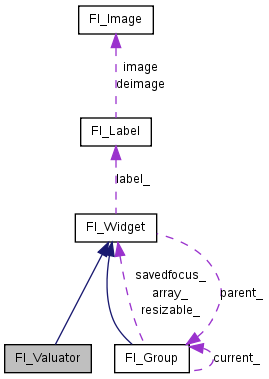 Fl_Image
image
deimage
Fl_Label
label_
Fl_Widget
savedfocus_
array_
resizable_
parent_
Fl_Valuator
Fl_Group
current_